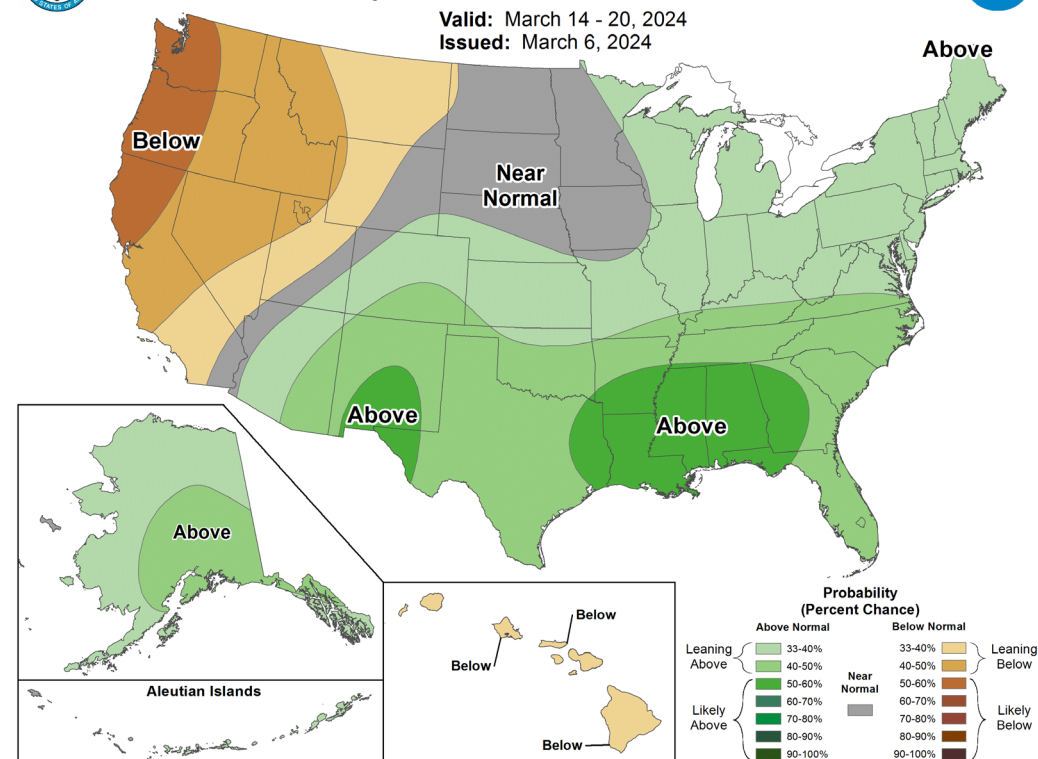 STATES OF A
Valid: March 14 - 20, 2024
Issued: March 6, 2024
Above
Below
Near
Normal
Above
Above
Above
Below
Below
Below
Aleutian Islands
Probability
(Percent Chance)
Above Normal
Below Normal
Leaning
Above
33-40%
40-50%
Likely
Above
50-60%
60-70%
70-80%
80-90%
90-100%
Near
Normal
33-40%
40-50%
Leaning
Below
50-60%
60-70%
70-80%
80-90%
90-100%
Likely
Below